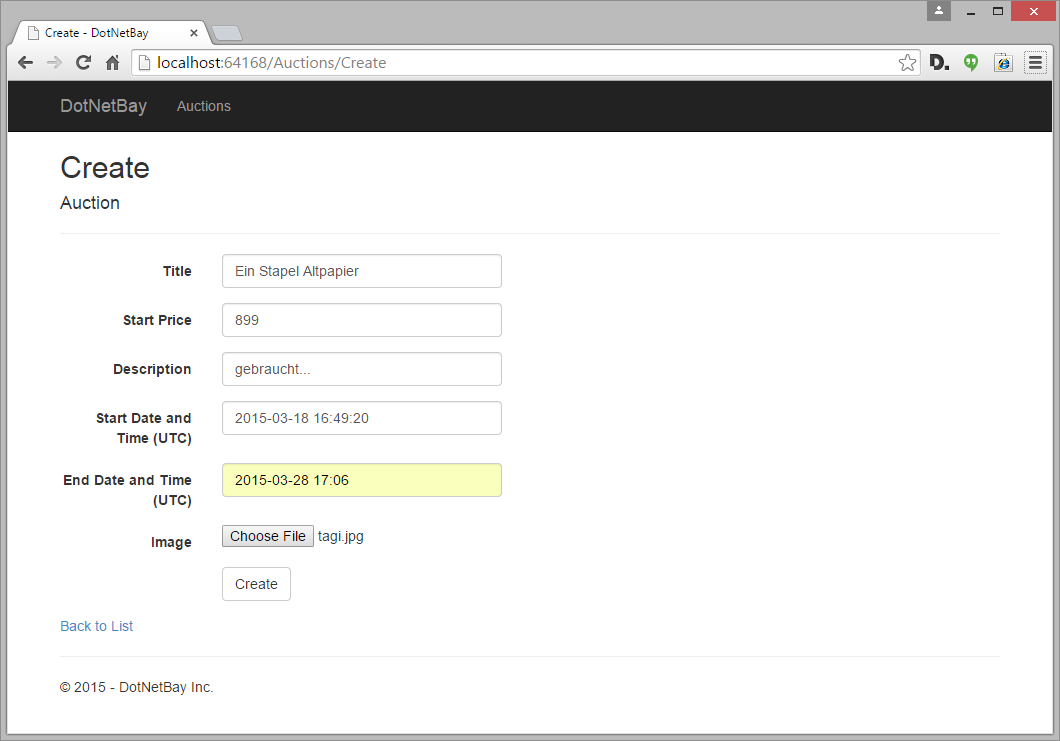 Create - DotNetBay
localhost:64168/Auctions/Create
D.
DotNetBay Auctions
Create
Auction
Title Ein Stapel Altpapier
Start Price 899
Description gebraucht...
Start Date and 2015-03-18 16:49:20
Time (UTC)
End Date and Time 2015-03-28 17:06
(UTC)
Image Choose File tagi.jpg
Create
Back to List
© 2015 - DotNetBay Inc.